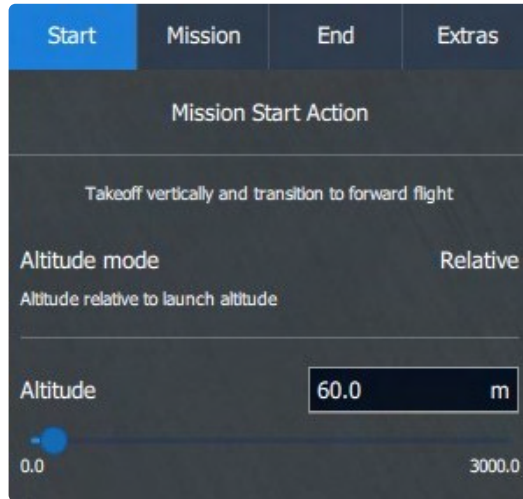 Start Mission End Extras
Mission Start Action
Takeoff vertically and transition to forward flight
Altitude mode Relative
Altitude relative to launch altitude
Altitude 60.0 m
0.0 3000.0